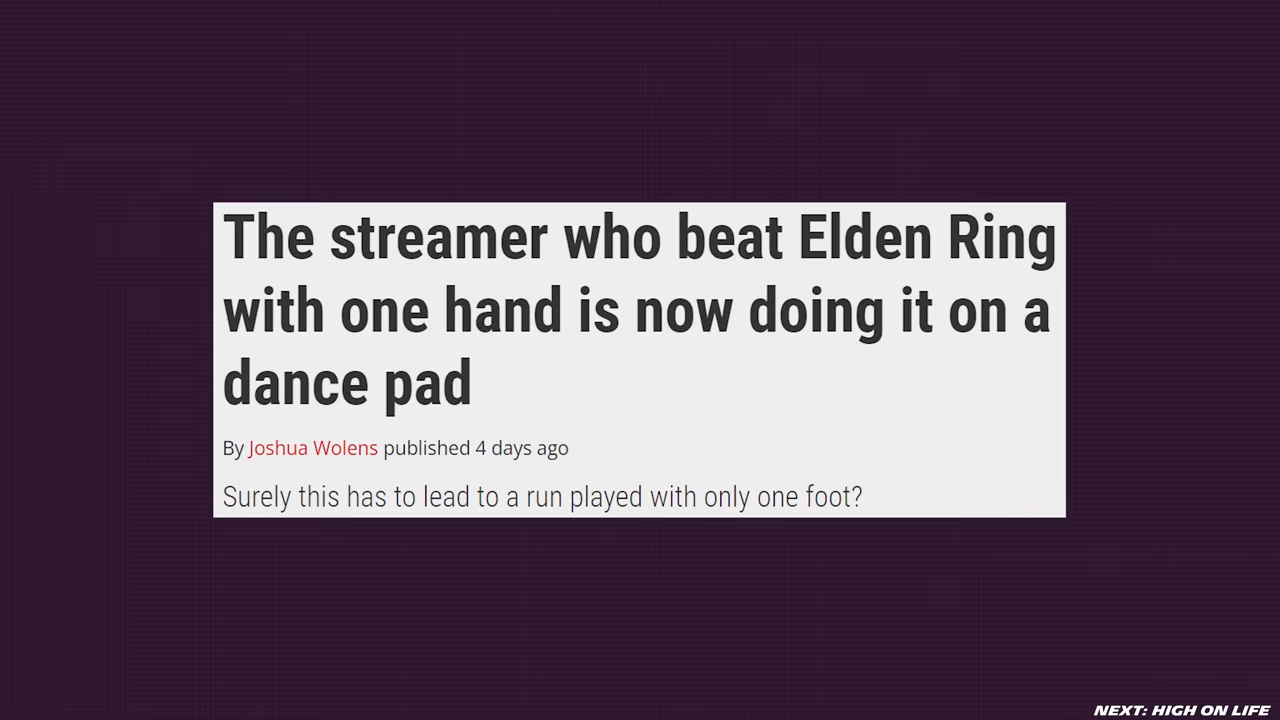 The streamer who beat Elden Ring
with one hand is now doing it on a
dance pad
By Joshua Wolens published 4 days ago
Surely this has to lead to a run played with only one foot?
NEXT: HIGH ON LIFE